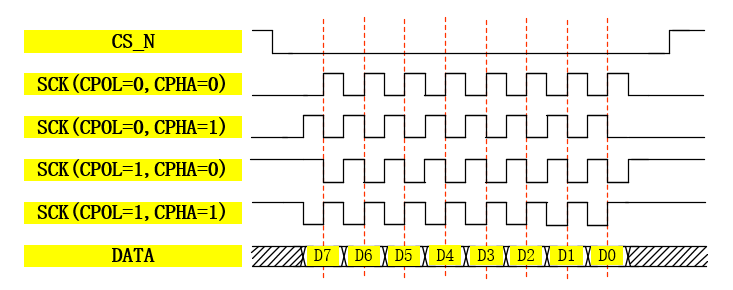 CS_N
SCK(CPOL=0,CPHA=0)
SCK(CPOL=0,CPHA=1)
SCK(CPOL=1,CPHA=0)
SCK(CPOL=1,CPHA=1)
DATA D7 D6 D5 D4 D3 D2 D1 D0